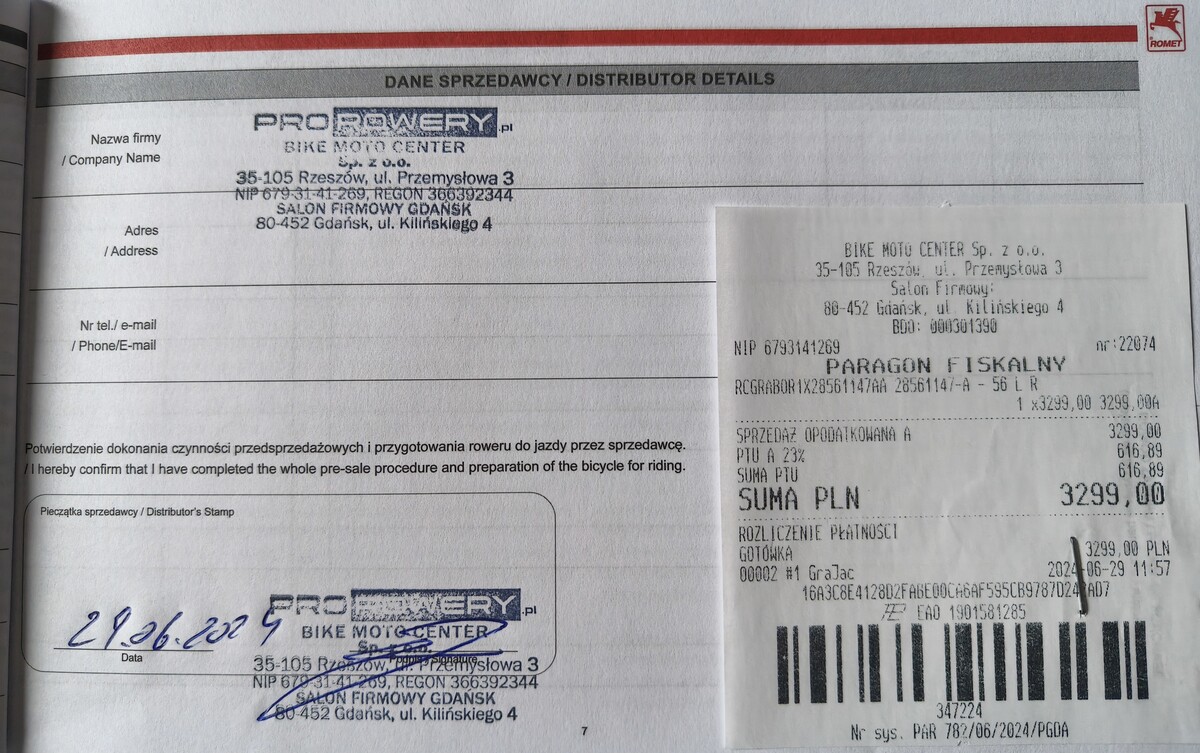 ROMET
DANE SPRZEDAWCY / DISTRIBUTOR DETAILS
Nazwa firmy
/ Company Name
PROROWERY.pl
BIKE MOTO CENTER
Sp. z o.o.
35-105 Rzeszów, ul. Przemysłowa 3
NIP 679-31-41-269, REGON 366392344
SALON FIRMOWY GDAŃSK
80-452 Gdańsk, ul. Kilińskiego 4
Adres
/ Address
Nr tel./ e-mail
/ Phone/E-mail
Potwierdzenie dokonania czynności przedsprzedażowych i przygotowania roweru do jazdy przez sprzedawcę.
/ I hereby confirm that I have completed the whole pre-sale procedure and preparation of the bicycle for riding.
Pieczątka sprzedawcy / Distributor's Stamp
29.06.2024
Data
PROROWERY.pl
BIKE MOTO CENTER
Sp. z o.o.
35-105 Rzeszów, ul. Przemysłowa 3
NIP 679-31-41-269, REGON 366392344
SALON FIRMOWY GDAŃSK
80-452 Gdańsk, ul. Kilińskiego 4
7
BIKE MOTO CENTER Sp. z o.o.
35-105 Rzeszów, ul. Przemysłowa 3
Salon Firmowy:
80-452 Gdańsk, ul. Kilińskiego 4
BDO: 000301390
NIP 6793141269 nr:22074
PARAGON FISKALNY
RCGRABOR1X28561147AA 28561147-A - 56 L R
1 x3299,00 3299,00A
SPRZEDAŻ OPODATKOWANA A 3299,00
PTU A 23% 616,89
SUMA PTU 616,89
SUMA PLN 3299,00
ROZLICZENIE PŁATNOŚCI
GOTÓWKA 3299,00 PLN
00002 #1 GraJac 2024-06-29 11:57
EAO 1901581285
347224
Nr sys. PAR 782/06/2024/PGDA